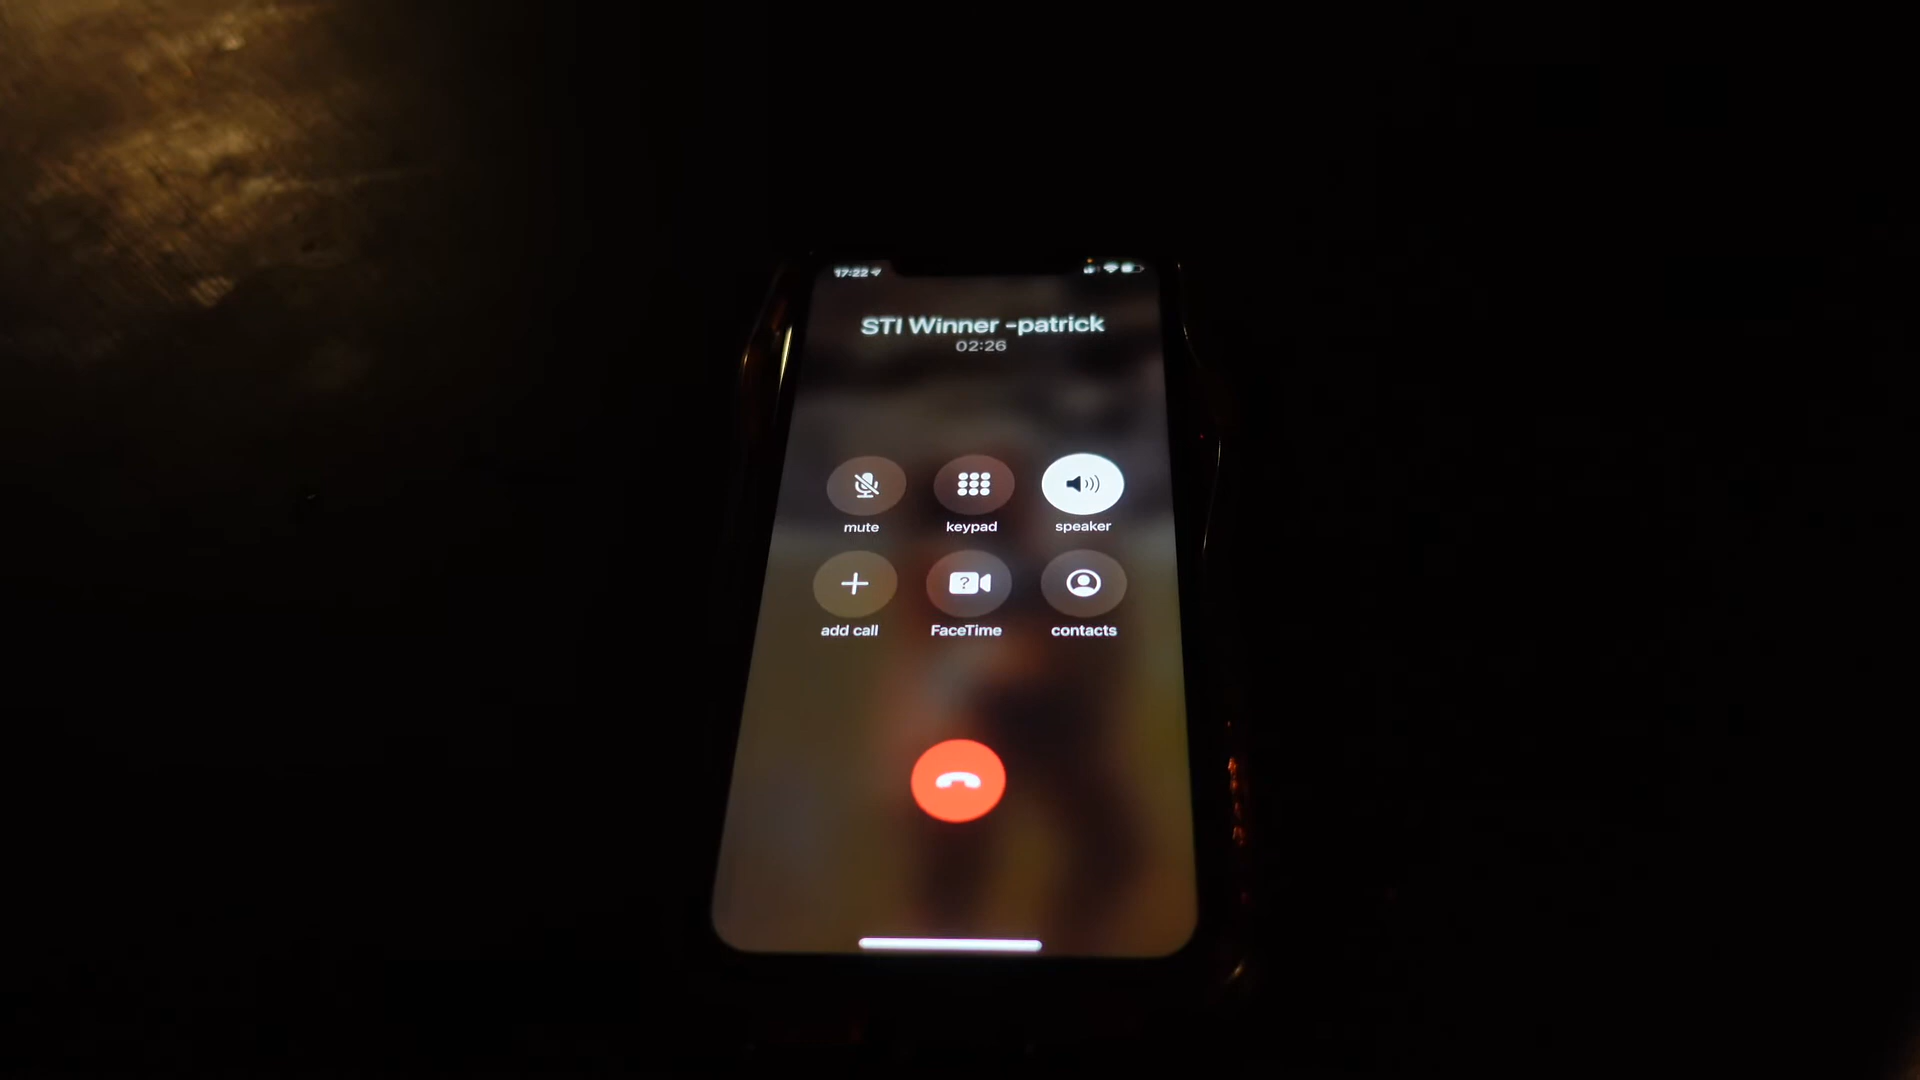 17:22
STI Winner -patrick
02:26
mute keypad speaker
add call FaceTime contacts